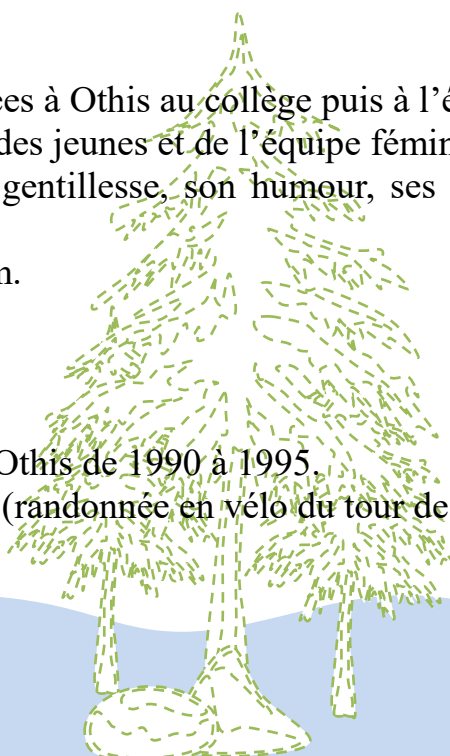 ees à Othis au collège puis à l’é
des jeunes et de l’équipe fémin
gentillesse, son humour, ses
n.
Othis de 1990 à 1995.
(randonnée en vélo du tour de